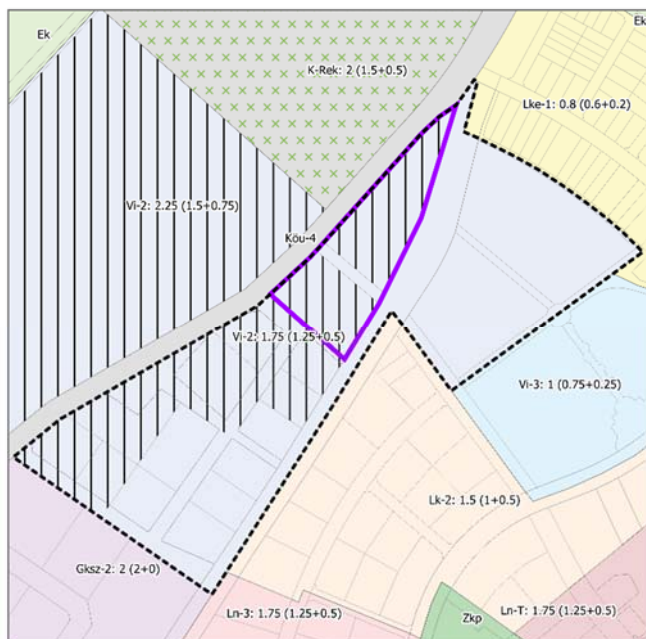 Ek
Ek
K-Rek: 2 (1.5+0.5)
Lke-1: 0.8 (0.6+0.2)
Vi-2: 2.25 (1.5+0.75)
Köu-4
Vi-2: 1.75 (1.25+0.5)
Vi-3: 1 (0.75+0.25)
Lk-2: 1.5 (1+0.5)
Gksz-2: 2 (2+0)
Ln-3: 1.75 (1.25+0.5)
Zkp
Ln-T: 1.75 (1.25+0.5)